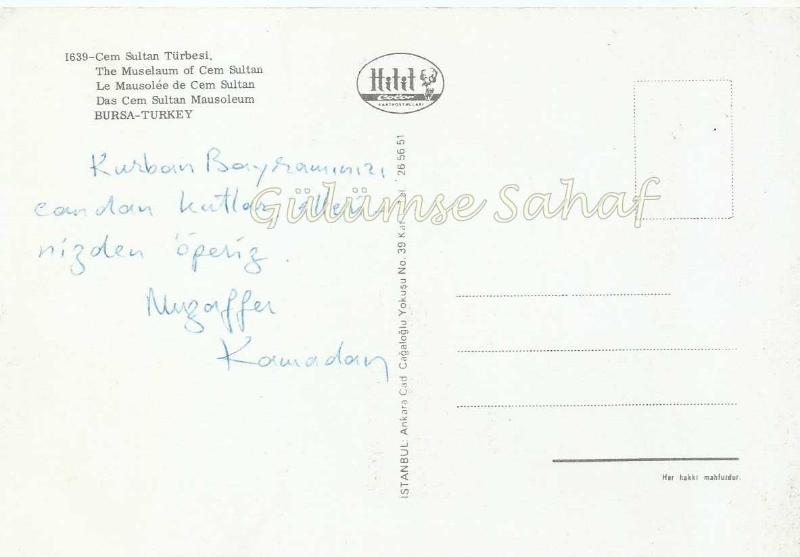 1639-Cem Sultan Türbesi.
The Muselaum of Cem Sultan
Le Mausolée de Cem Sultan
Das Cem Sultan Mausoleum
BURSA-TURKEY
Hitit
KARTPOSTALLARI
Kurban Bayramınızı
candan kutlar elleri
nizden öperiz.
Muzaffer
Gülümse Sahaf
İSTANBUL: Ankara Cad Cağaloğlu Yokuşu No. 39 Kat 26 56 51
Her hakkı mahfuzdur.